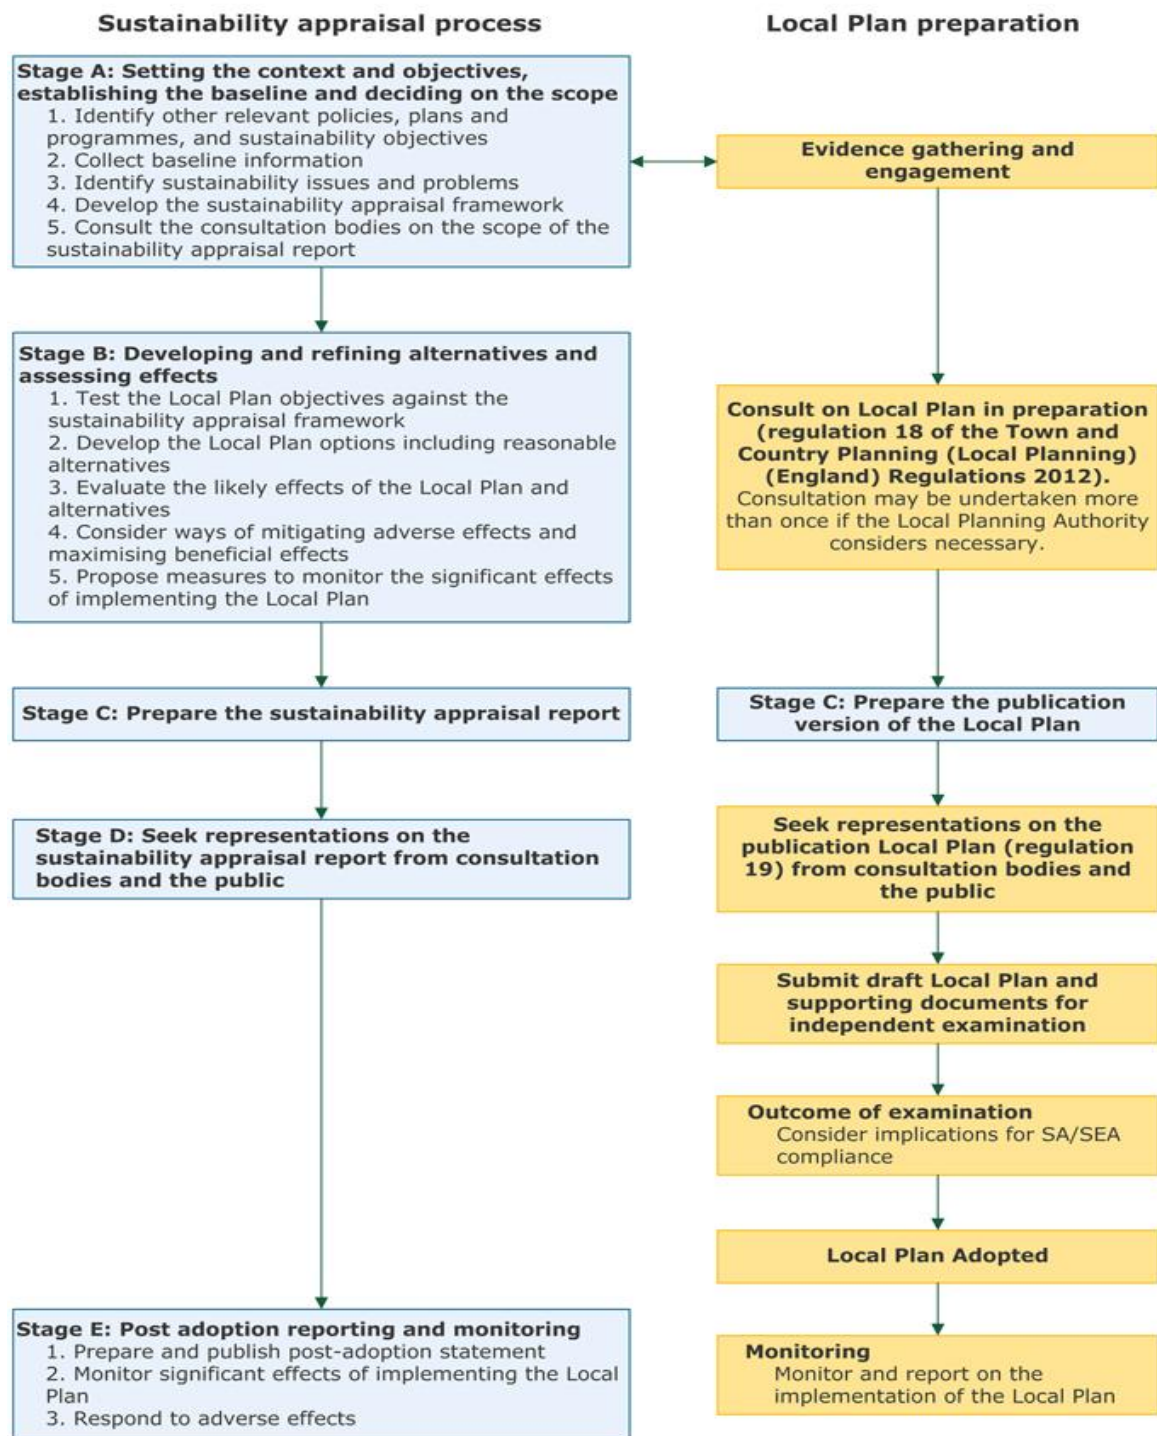 Sustainability appraisal process
Local Plan preparation
Stage A: Setting the context and objectives,
establishing the baseline and deciding on the scope
1. Identify other relevant policies, plans and
programmes, and sustainability objectives
2. Collect baseline information
3. Identify sustainability issues and problems
4. Develop the sustainability appraisal framework
5. Consult the consultation bodies on the scope of the
sustainability appraisal report
Evidence gathering and
engagement
Stage B: Developing and refining alternatives and
assessing effects
1. Test the Local Plan objectives against the
sustainability appraisal framework
2. Develop the Local Plan options including reasonable
alternatives
3. Evaluate the likely effects of the Local Plan and
alternatives
4. Consider ways of mitigating adverse effects and
maximising beneficial effects
5. Propose measures to monitor the significant effects
of implementing the Local Plan
Consult on Local Plan in preparation
(regulation 18 of the Town and
Country Planning (Local Planning)
(England) Regulations 2012).
Consultation may be undertaken more
than once if the Local Planning Authority
considers necessary.
Stage C: Prepare the sustainability appraisal report
Stage C: Prepare the publication
version of the Local Plan
Stage D: Seek representations on the
sustainability appraisal report from consultation
bodies and the public
Seek representations on the
publication Local Plan (regulation
19) from consultation bodies and
the public
Submit draft Local Plan and
supporting documents for
independent examination
Outcome of examination
Consider implications for SA/SEA
compliance
Local Plan Adopted
Stage E: Post adoption reporting and monitoring
1. Prepare and publish post-adoption statement
2. Monitor significant effects of implementing the Local
Plan
3. Respond to adverse effects
Monitoring
Monitor and report on the
implementation of the Local Plan